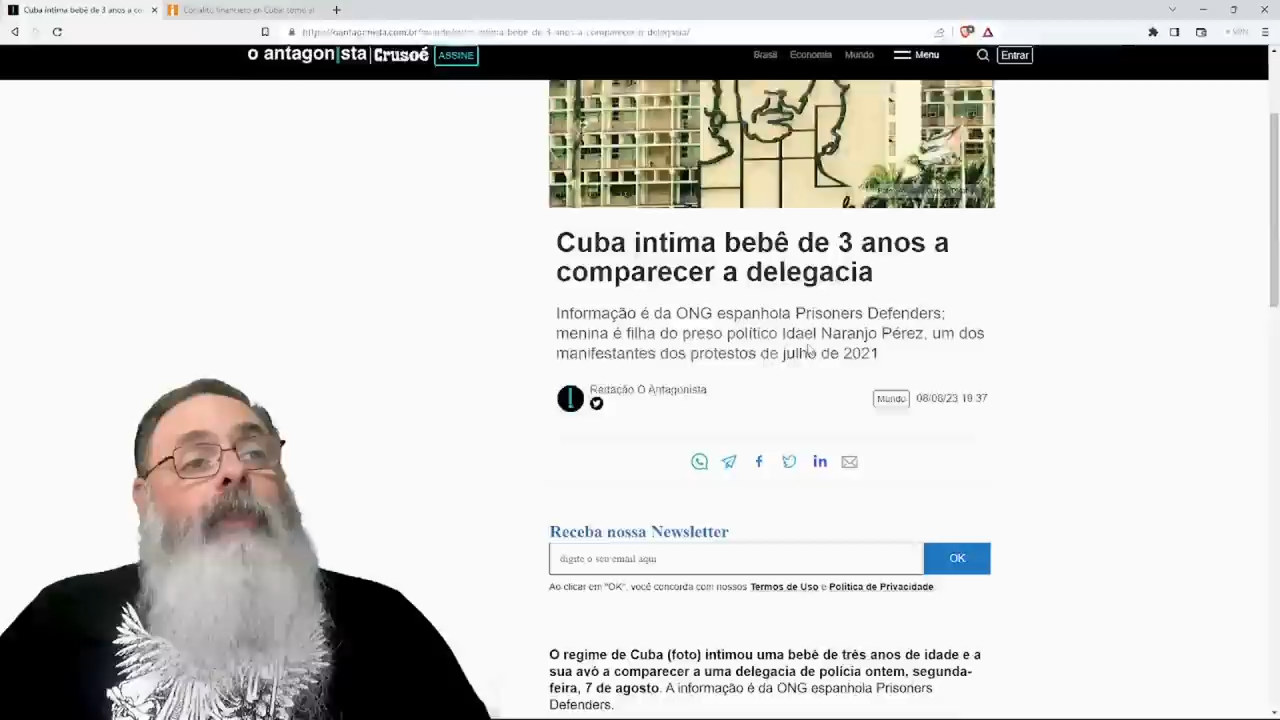 Cuba intima bebê de 3 anos a co
o antagonista Crusoé ASSINE
Brasil Economia Mundo Menu Entrar
Cuba intima bebê de 3 anos a
comparecer a delegacia
Informação é da ONG espanhola Prisoners Defenders;
menina é filha do preso político Idael Naranjo Pérez, um dos
manifestantes dos protestos de julho de 2021
Redação O Antagonista
Mundo 08/08/23 19:37
Receba nossa Newsletter
digite o seu email aqui
OK
Ao clicar em "OK", você concorda com nossos Termos de Uso e Política de Privacidade
O regime de Cuba (foto) intimou uma bebê de três anos de idade e a
sua avó a comparecer a uma delegacia de polícia ontem, segunda-
feira, 7 de agosto. A informação é da ONG espanhola Prisoners
Defenders.